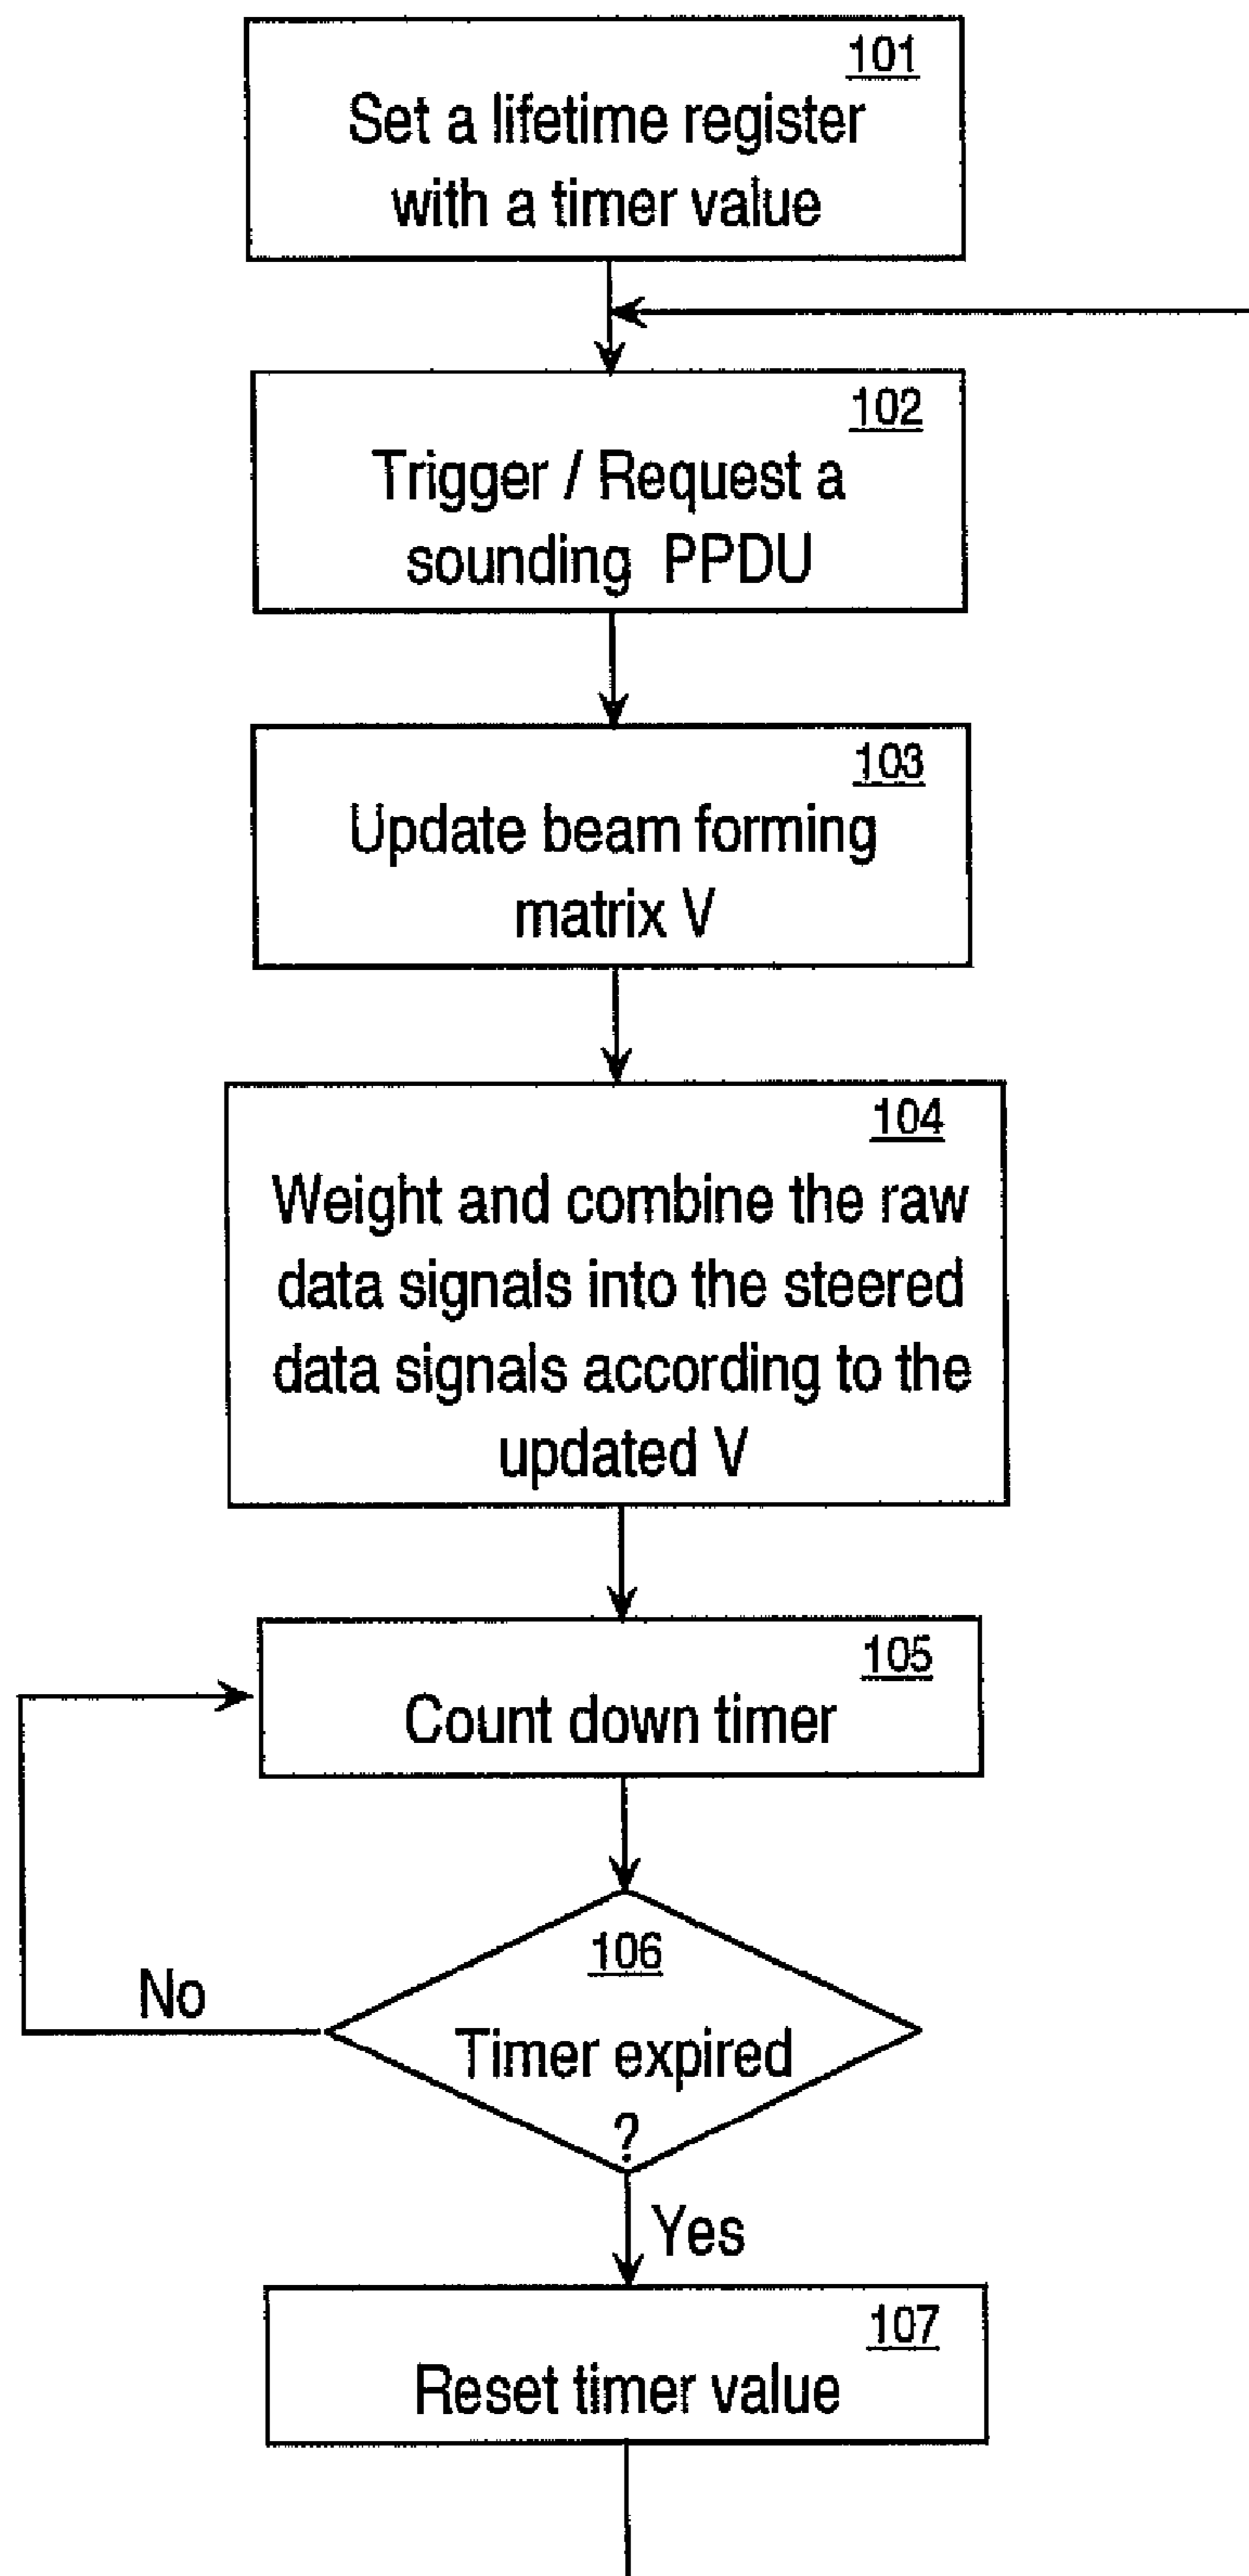 101
Set a lifetime register
with a timer value
102
Trigger / Request a
sounding PPDU
103
Update beam forming
matrix V
104
Weight and combine the raw
data signals into the steered
data signals according to the
updated V
105
Count down timer
106
No
Timer expired
?
Yes
107
Reset timer value